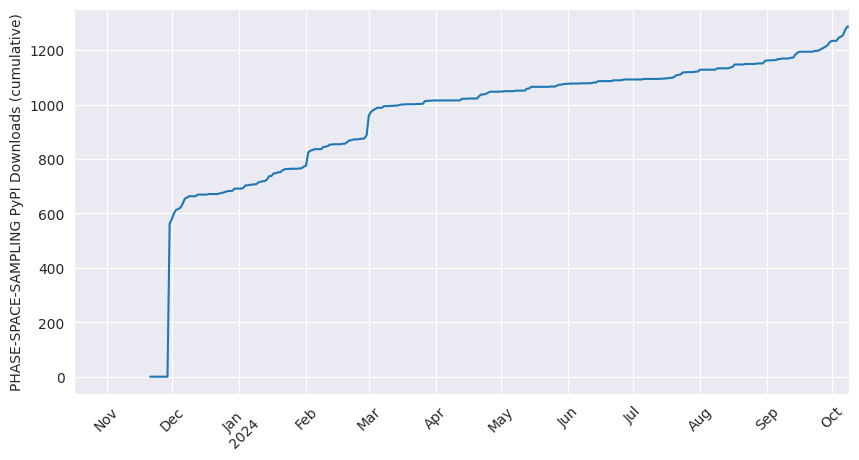 PHASE-SPACE-SAMPLING PyPI Downloads (cumulative)
1200
1000
800
600
400
200
0
Nov
Dec
Jan
2024
Feb
Mar
Apr
May
Jun
Jul
Aug
Sep
Oct